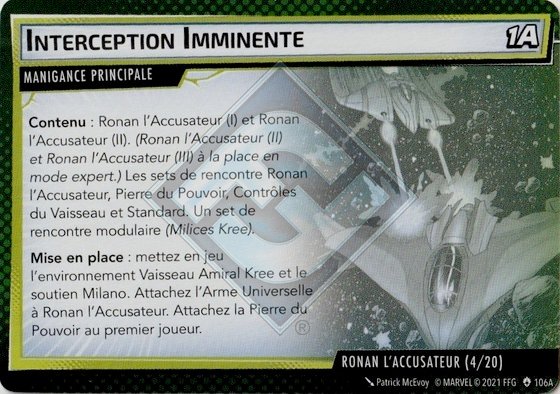 Interception Imminente
1A
Manigance Principale
Contenu : Ronan l'Accusateur (I) et Ronan
l'Accusateur (II). (Ronan l'Accusateur (II)
et Ronan l'Accusateur (III) à la place en
mode expert.) Les sets de rencontre Ronan
l'Accusateur, Pierre du Pouvoir, Contrôles
du Vaisseau et Standard. Un set de
rencontre modulaire (Milices Kree).
Mise en place : mettez en jeu
l'environnement Vaisseau Amiral Kree et le
soutien Milano. Attachez l'Arme Universelle
à Ronan l'Accusateur. Attachez la Pierre du
Pouvoir au premier joueur.
®
Ronan l'Accusateur (4/20)
Patrick McEvoy © MARVEL © 2021 FFG 106A